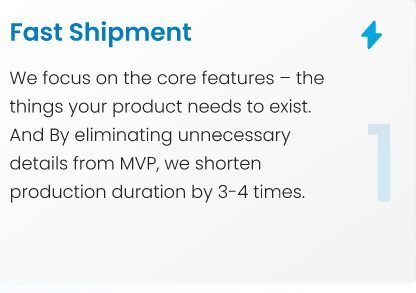 Fast Shipment
We focus on the core features – the
things your product needs to exist.
And By eliminating unnecessary
details from MVP, we shorten
production duration by 3-4 times.
1